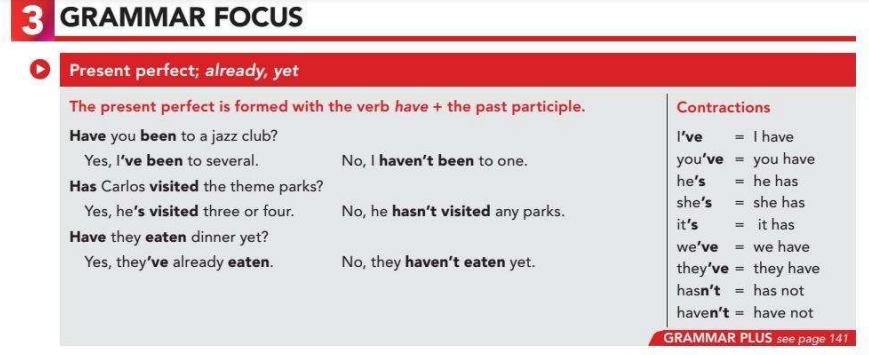 3 GRAMMAR FOCUS
Present perfect; already, yet
The present perfect is formed with the verb have + the past participle.
Have you been to a jazz club?
Yes, I've been to several. No, I haven't been to one.
Has Carlos visited the theme parks?
Yes, he's visited three or four. No, he hasn't visited any parks.
Have they eaten dinner yet?
Yes, they've already eaten. No, they haven't eaten yet.
Contractions
I've = I have
you've = you have
he's = he has
she's = she has
it's = it has
we've = we have
they've = they have
hasn't = has not
haven't = have not
GRAMMAR PLUS see page 141